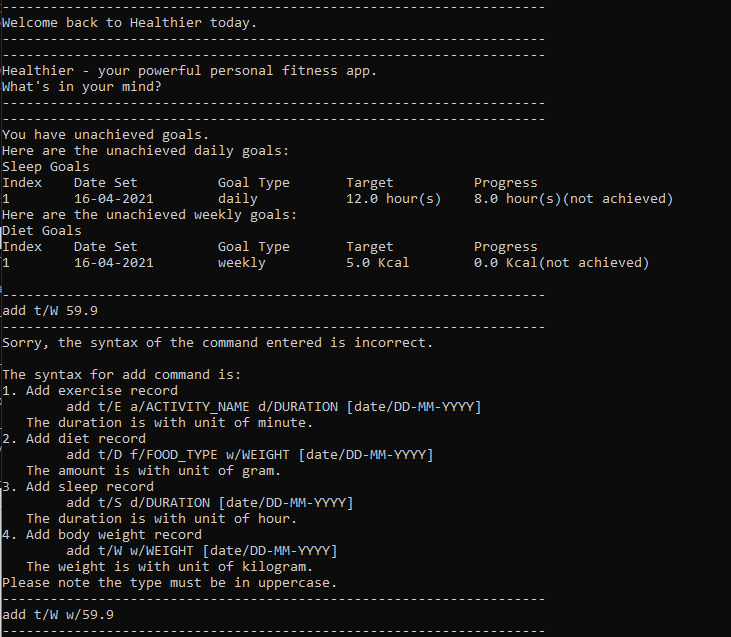 --------------------------------------------------------------------
Welcome back to Healthier today.
--------------------------------------------------------------------
--------------------------------------------------------------------
Healthier - your powerful personal fitness app.
What's in your mind?
--------------------------------------------------------------------
--------------------------------------------------------------------
You have unachieved goals.
Here are the unachieved daily goals:
Sleep Goals
Index    Date Set          Goal Type       Target          Progress
1        16-04-2021        daily           12.0 hour(s)    8.0 hour(s)(not achieved)
Here are the unachieved weekly goals:
Diet Goals
Index    Date Set          Goal Type       Target          Progress
1        16-04-2021        weekly          5.0 Kcal        0.0 Kcal(not achieved)
--------------------------------------------------------------------
add t/W 59.9
--------------------------------------------------------------------
Sorry, the syntax of the command entered is incorrect.
The syntax for add command is:
1. Add exercise record
        add t/E a/ACTIVITY_NAME d/DURATION [date/DD-MM-YYYY]
   The duration is with unit of minute.
2. Add diet record
        add t/D f/FOOD_TYPE w/WEIGHT [date/DD-MM-YYYY]
   The amount is with unit of gram.
3. Add sleep record
        add t/S d/DURATION [date/DD-MM-YYYY]
   The duration is with unit of hour.
4. Add body weight record
        add t/W w/WEIGHT [date/DD-MM-YYYY]
   The weight is with unit of kilogram.
Please note the type must be in uppercase.
--------------------------------------------------------------------
add t/W w/59.9
--------------------------------------------------------------------